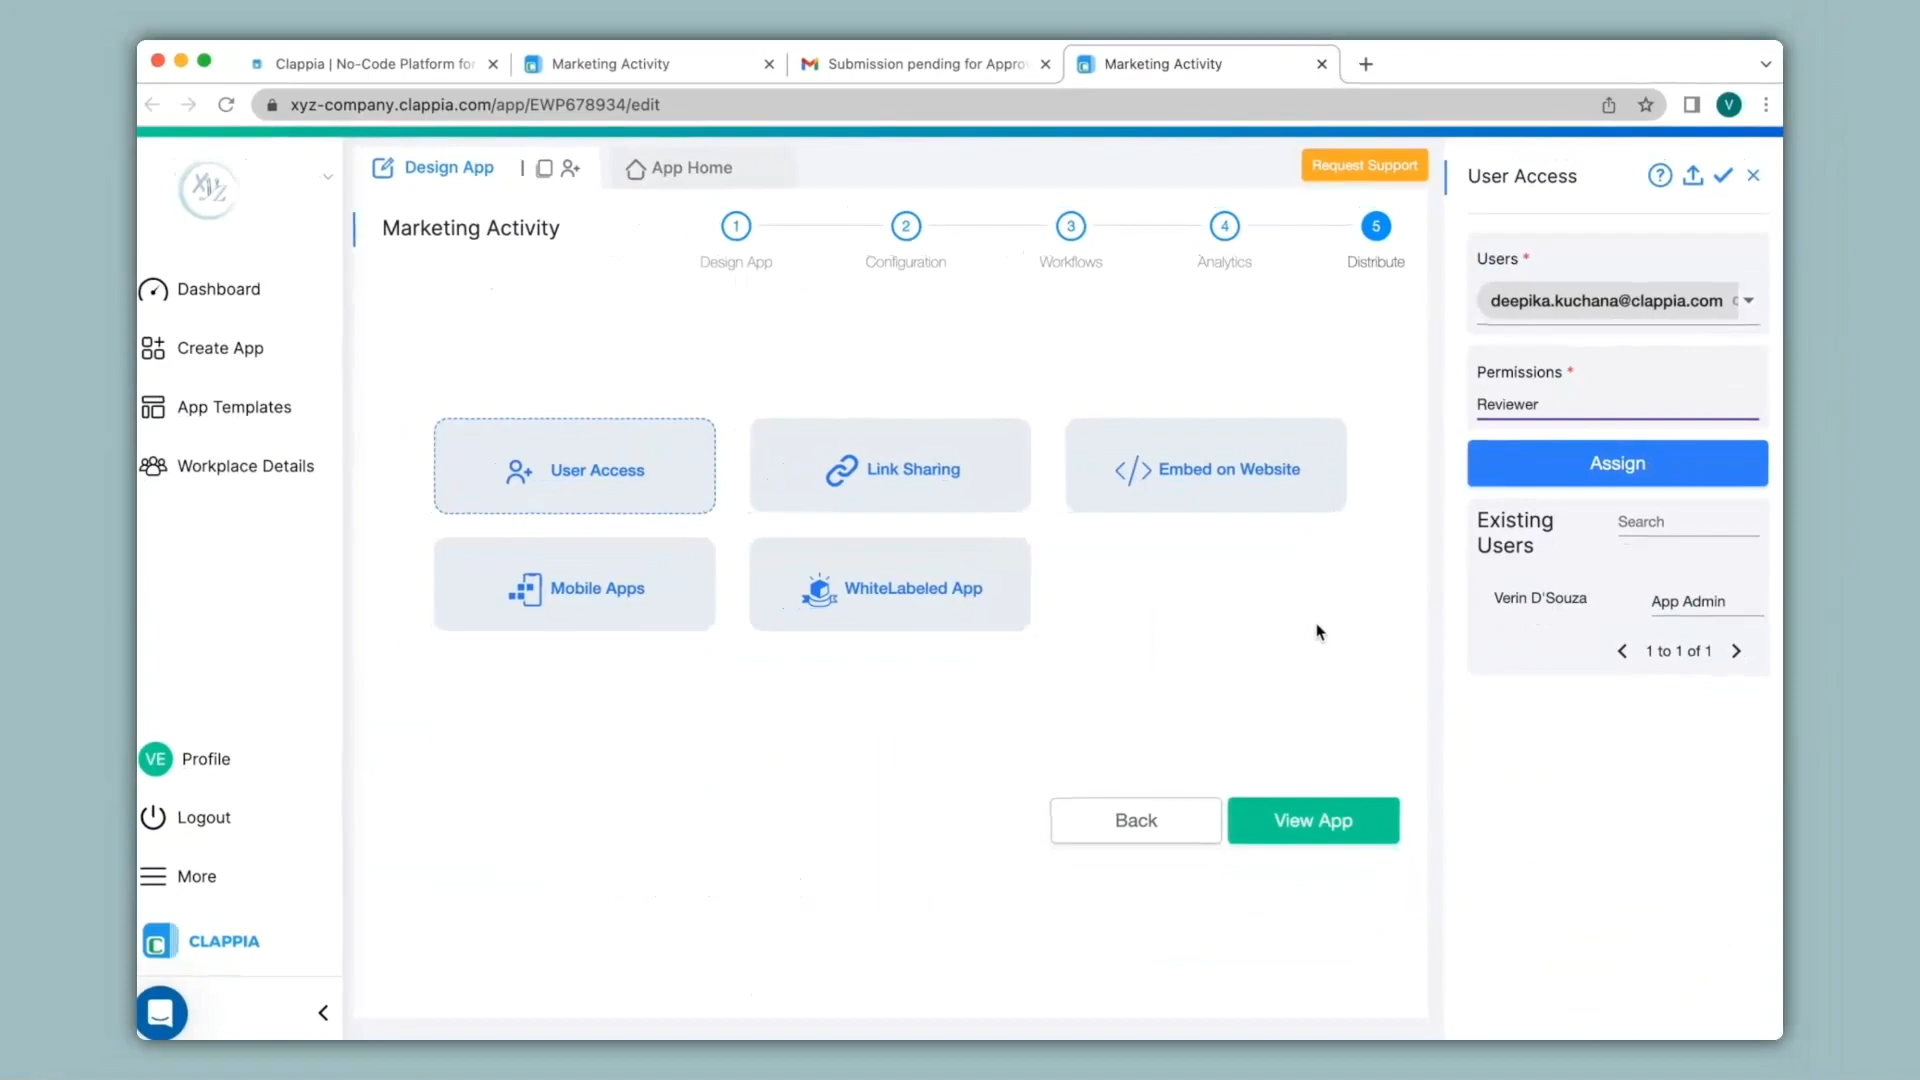 Clappia | No-Code Platform for
Marketing Activity
Submission pending for Appro
Marketing Activity
xyz-company.clappia.com/app/EWP678934/edit
V
XYZ
Design App
App Home
Request Support
User Access
Marketing Activity
1
2
3
4
5
Design App
Configuration
Workflows
Analytics
Distribute
Dashboard
Create App
App Templates
Workplace Details
User Access
Link Sharing
</> Embed on Website
Mobile Apps
WhiteLabeled App
Users *
deepika.kuchana@clappia.com
Permissions *
Reviewer
Assign
Existing
Users
Search
Verin D'Souza
App Admin
1 to 1 of 1
Back
View App
VE
Profile
Logout
More
CLAPPIA